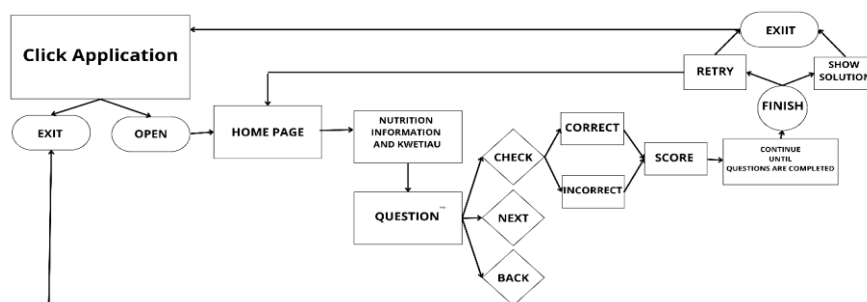 EXIIT
Click Application
RETRY
SHOW
SOLUTION
FINISH
EXIT
OPEN
HOME PAGE
NUTRITION
INFORMATION
AND KWETIAU
CORRECT
CHECK
SCORE
CONTINUE
UNTIL
QUESTIONS ARE COMPLETED
INCORRECT
QUESTION
NEXT
BACK